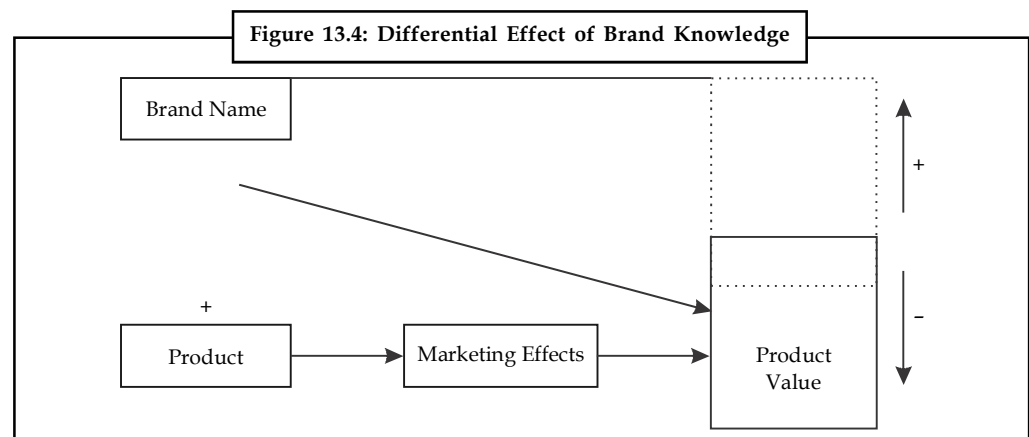 Figure 13.4: Differential Effect of Brand Knowledge
Brand Name
+
+
Product
Marketing Effects
Product
Value
–